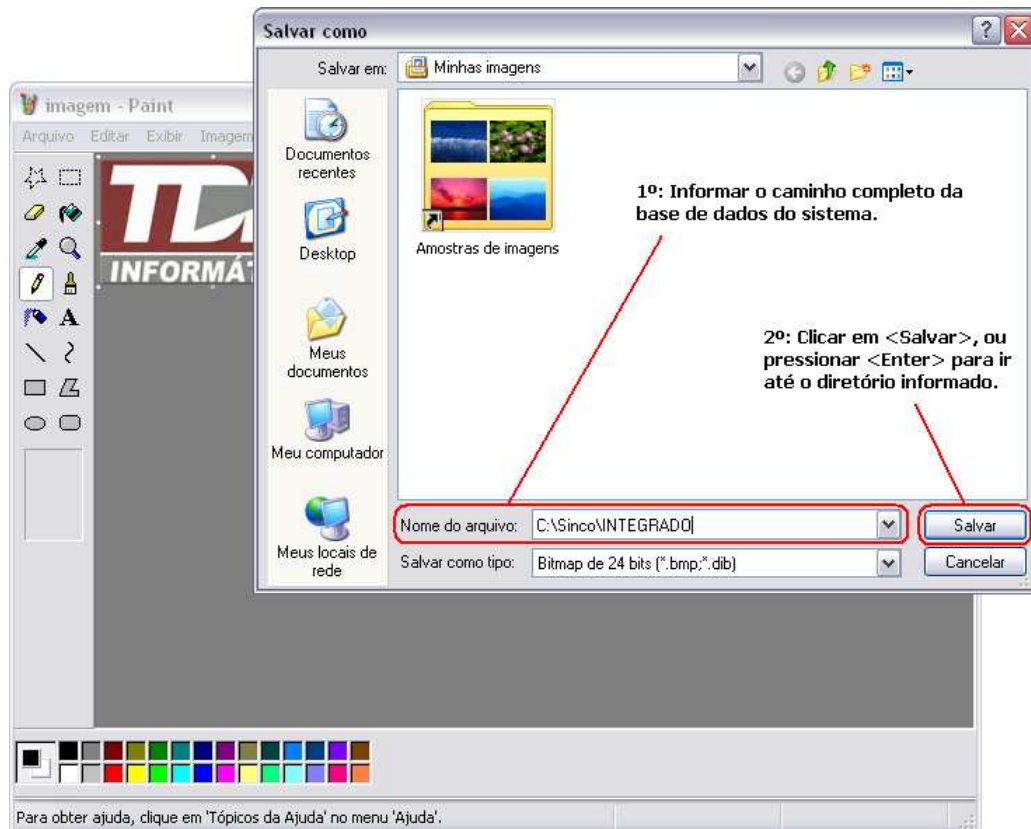 Salvar como
Salvar em:
Minhas imagens
imagem - Paint
Arquivo Editar Exibir Imagem
INFORMÁT
Documentos
recentes
Desktop
Meus
documentos
Meu computador
Meus locais de
rede
Amostras de imagens
1º: Informar o caminho completo da
base de dados do sistema.
2º: Clicar em <Salvar>, ou
pressionar <Enter> para ir
até o diretório informado.
Nome do arquivo: C:\Sinco\INTEGRADO
Salvar
Salvar como tipo: Bitmap de 24 bits (*.bmp;*.dib)
Cancelar
A
Para obter ajuda, clique em 'Tópicos da Ajuda' no menu 'Ajuda'.